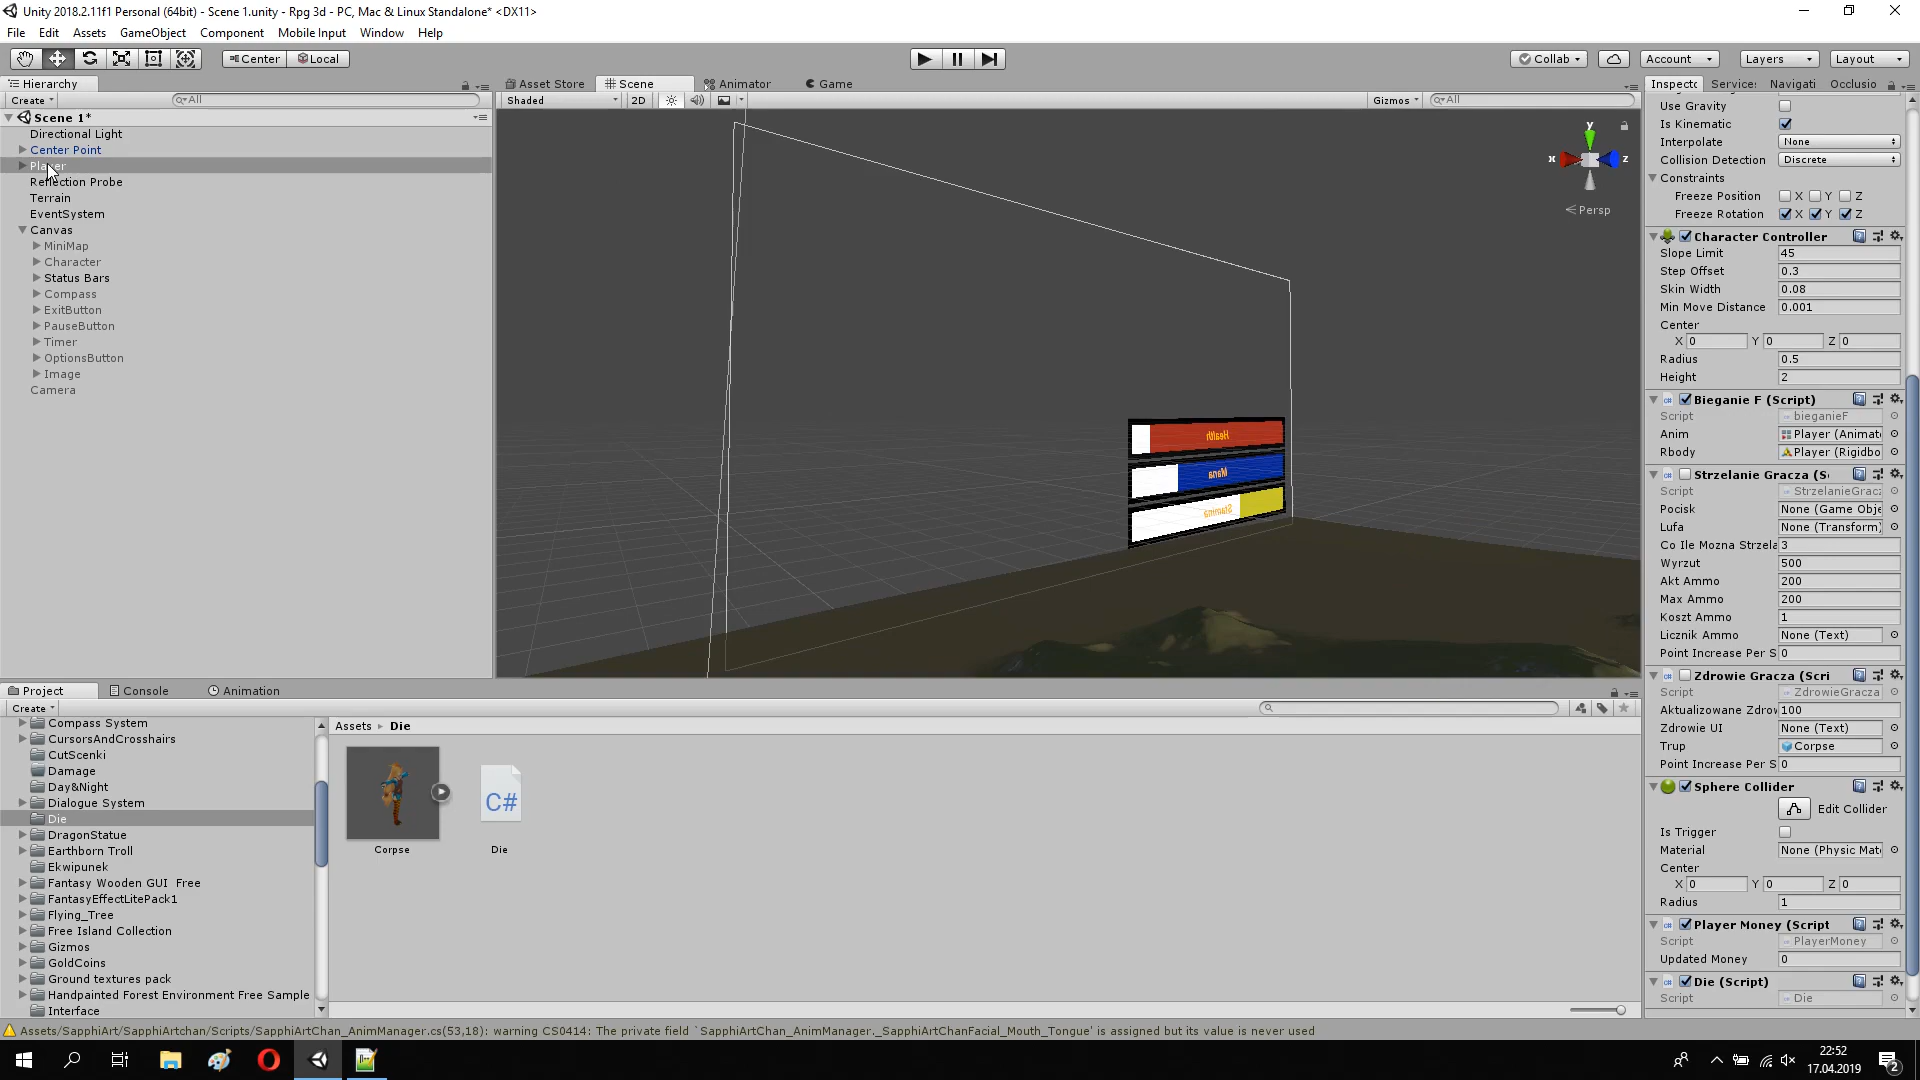 Unity 2018.2.11f1 Personal (64bit) - Scene 1.unity - Rpg 3d - PC, Mac & Linux Standalone* <DX11>
File Edit Assets GameObject Component Mobile Input Window Help
Center Local Collab Account Layers Layout
Hierarchy Asset Store Scene Animator Game Inspecto Services Navigati Occlusio
Create All Shaded 2D Gizmos All
Scene 1*
Directional Light
Center Point
Player
Reflection Probe
Terrain
EventSystem
Canvas
MiniMap
Character
Status Bars
Compass
ExitButton
PauseButton
Timer
OptionsButton
Image
Camera
y
x z
Persp
Health
Mana
Stamina
Use Gravity
Is Kinematic
Interpolate None
Collision Detection Discrete
Constraints
Freeze Position X Y Z
Freeze Rotation X Y Z
Character Controller
Slope Limit 45
Step Offset 0.3
Skin Width 0.08
Min Move Distance 0.001
Center
X 0 Y 0 Z 0
Radius 0.5
Height 2
Bieganie F (Script)
Script bieganieF
Anim Player (Animat
Rbody Player (Rigidbo
Strzelanie Gracza (S
Script StrzelanieGracz
Pocisk None (Game Obje
Lufa None (Transform)
Co Ile Mozna Strzela 3
Wyrzut 500
Akt Ammo 200
Max Ammo 200
Koszt Ammo 1
Licznik Ammo None (Text)
Point Increase Per S 0
Zdrowie Gracza (Scri
Script ZdrowieGracza
Aktualizowane Zdrow 100
Zdrowie UI None (Text)
Trup Corpse
Point Increase Per S 0
Sphere Collider
Edit Collider
Is Trigger
Material None (Physic Mate
Center
X 0 Y 0 Z 0
Radius 1
Player Money (Script
Script PlayerMoney
Updated Money 0
Die (Script)
Script Die
Project Console Animation
Create
Compass System
CursorsAndCrosshairs
CutScenki
Damage
Day&Night
Dialogue System
Die
DragonStatue
Earthborn Troll
Ekwipunek
Fantasy Wooden GUI Free
FantasyEffectLitePack1
Flying_Tree
Free Island Collection
Gizmos
GoldCoins
Ground textures pack
Handpainted Forest Environment Free Sample
Interface
Assets Die
C#
Corpse Die
Assets/SapphiArt/SapphiArtchan/Scripts/SapphiArtChan_AnimManager.cs(53,18): warning CS0414: The private field `SapphiArtChan_AnimManager._SapphiArtChanFacial_Mouth_Tongue' is assigned but its value is never used
22:52
17.04.2019
2